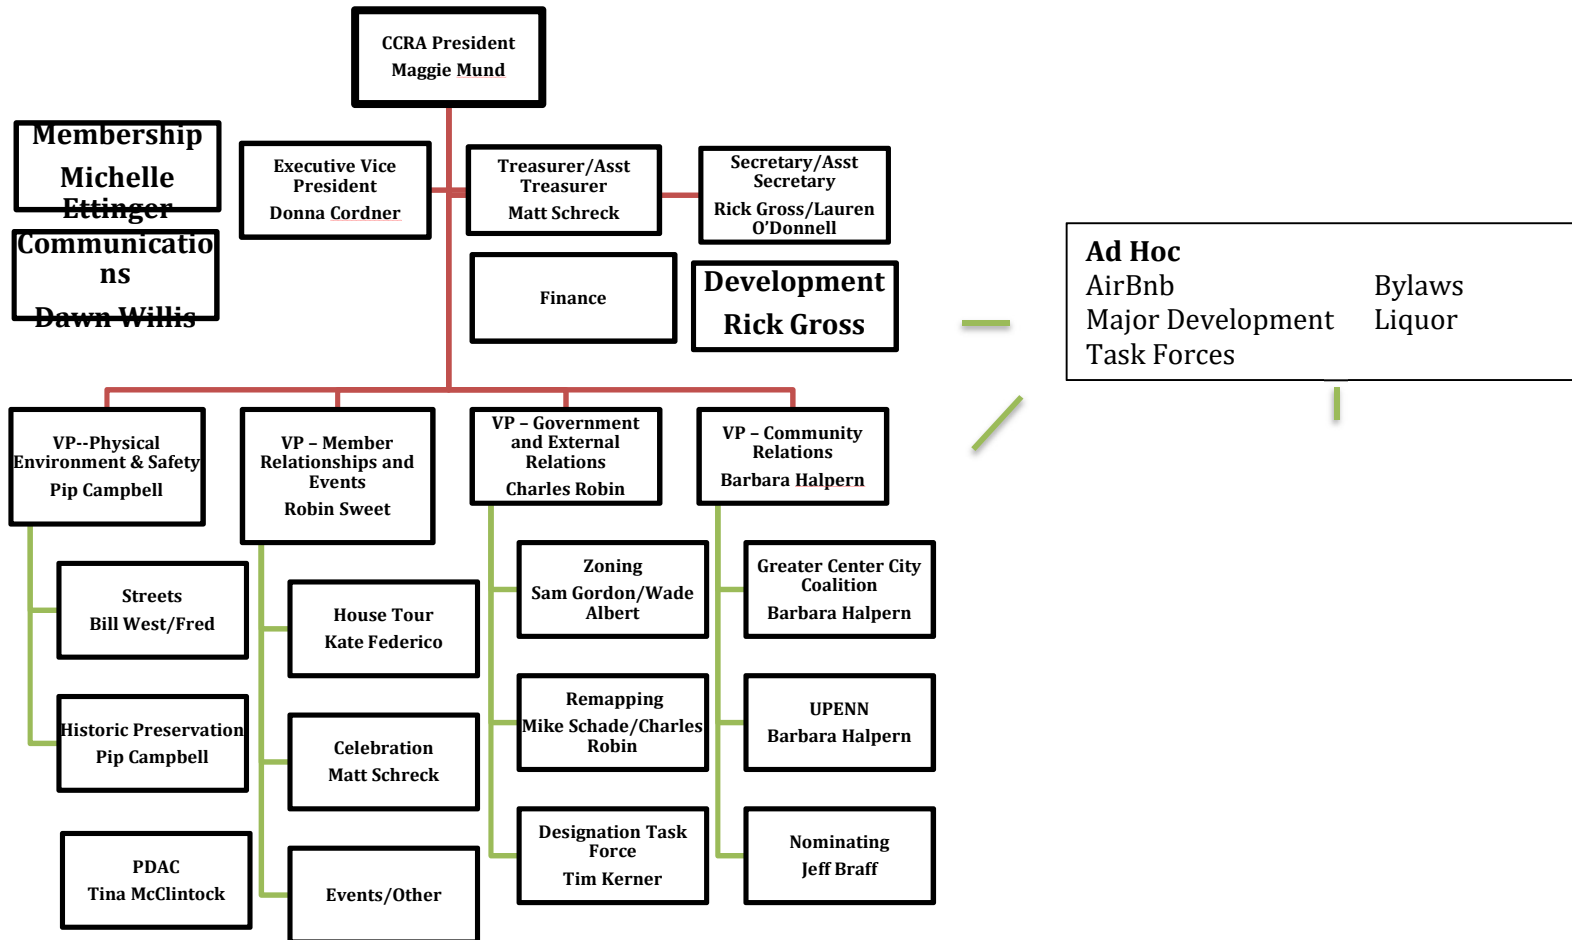 CCRA President
Maggie Mund
Membership
Michelle
Ettinger
Executive Vice
President
Donna Cordner
Treasurer/Asst
Treasurer
Matt Schreck
Secretary/Asst
Secretary
Rick Gross/Lauren
O’Donnell
Communicatio
ns
Dawn Willis
Finance
Development
Rick Gross
Ad Hoc
AirBnb Bylaws
Major Development Liquor
Task Forces
VP--Physical
Environment & Safety
Pip Campbell
VP – Member
Relationships and
Events
Robin Sweet
VP – Government
and External
Relations
Charles Robin
VP – Community
Relations
Barbara Halpern
Streets
Bill West/Fred
Historic Preservation
Pip Campbell
PDAC
Tina McClintock
House Tour
Kate Federico
Celebration
Matt Schreck
Events/Other
Zoning
Sam Gordon/Wade
Albert
Remapping
Mike Schade/Charles
Robin
Designation Task
Force
Tim Kerner
Greater Center City
Coalition
Barbara Halpern
UPENN
Barbara Halpern
Nominating
Jeff Braff